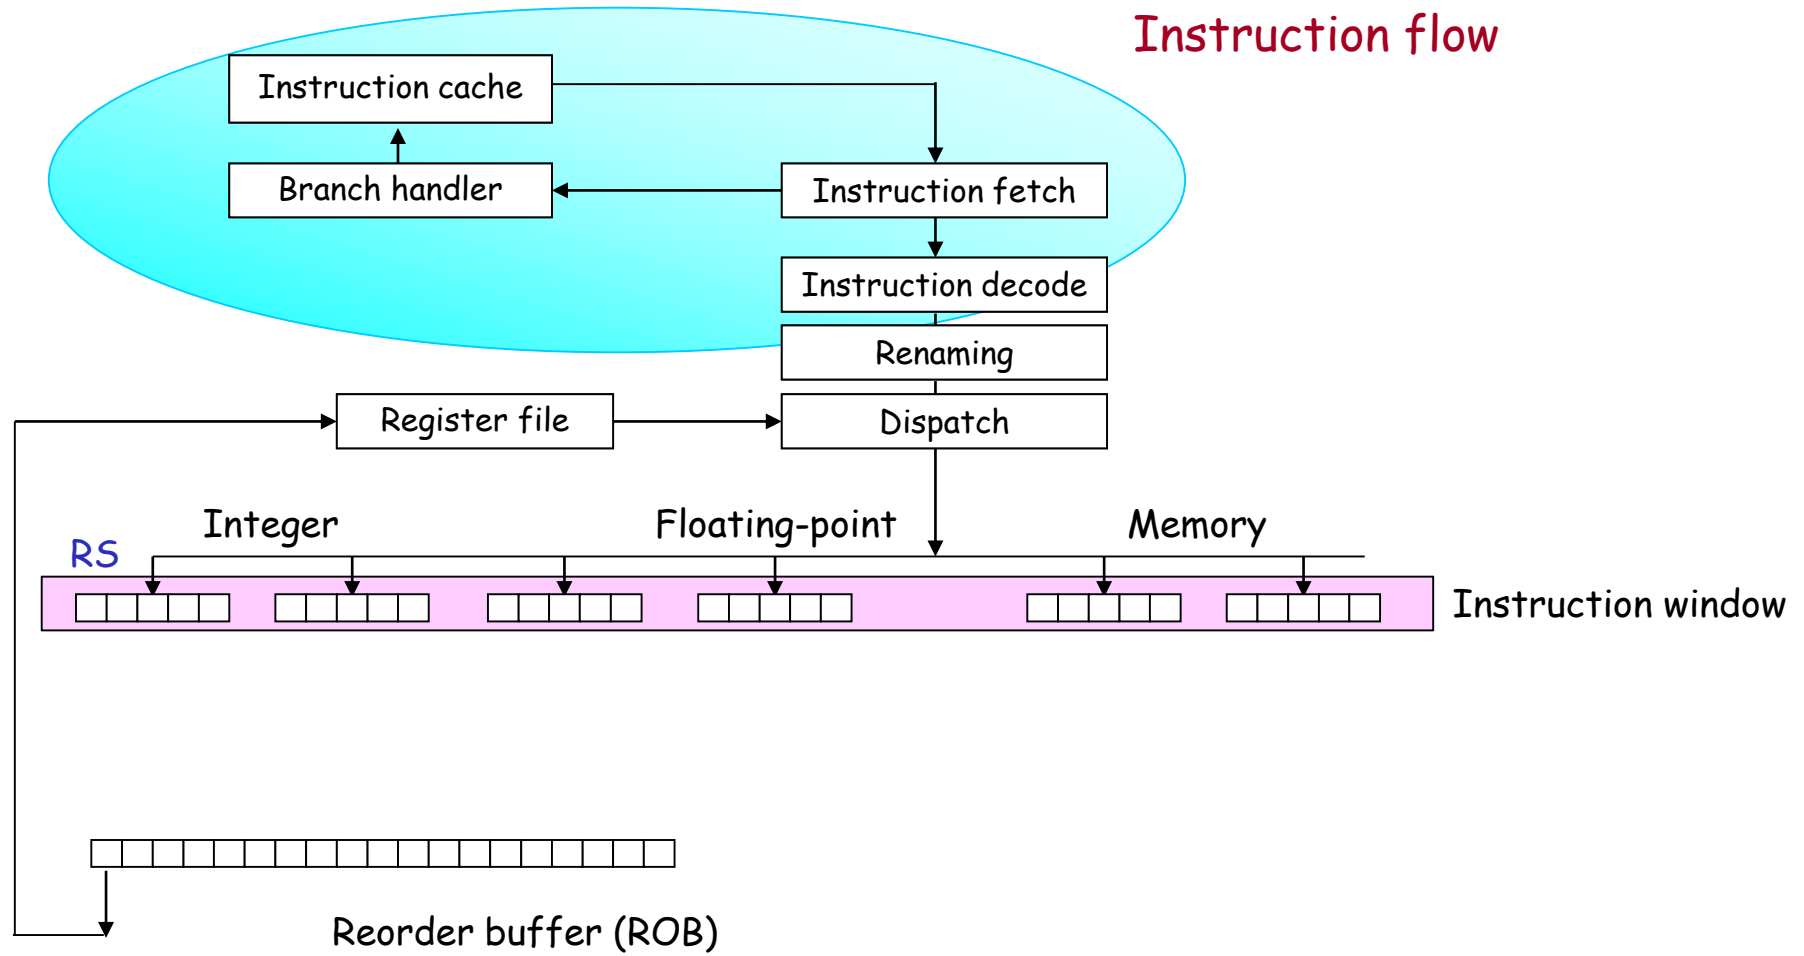 Instruction flow
Instruction cache
Branch handler
Instruction fetch
Instruction decode
Renaming
Register file
Dispatch
Integer
Floating-point
Memory
RS
Instruction window
Reorder buffer (ROB)